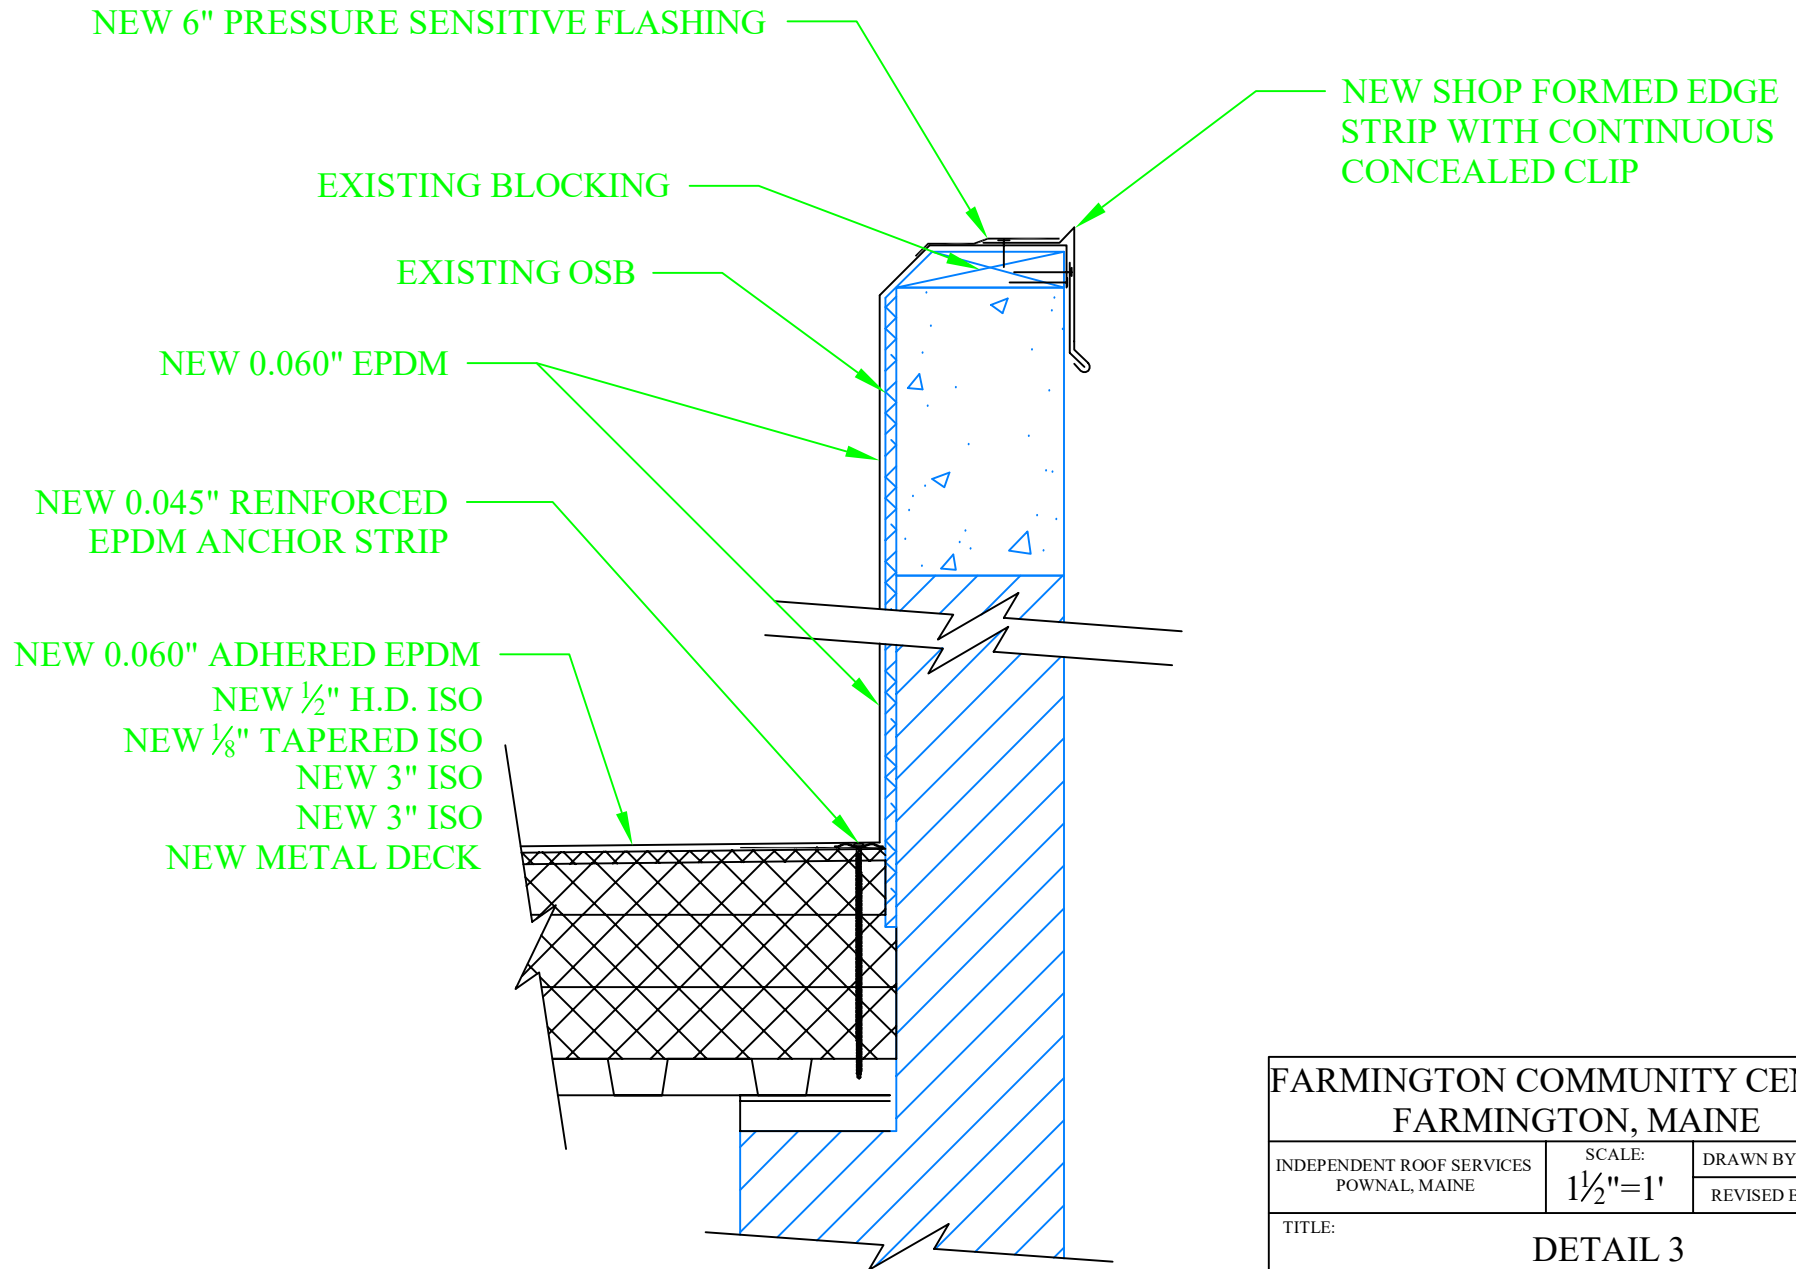 NEW 6" PRESSURE SENSITIVE FLASHING
NEW SHOP FORMED EDGE
STRIP WITH CONTINUOUS
CONCEALED CLIP
EXISTING BLOCKING
EXISTING OSB
NEW 0.060" EPDM
NEW 0.045" REINFORCED
EPDM ANCHOR STRIP
NEW 0.060" ADHERED EPDM
NEW ½" H.D. ISO
NEW ⅛" TAPERED ISO
NEW 3" ISO
NEW 3" ISO
NEW METAL DECK
FARMINGTON COMMUNITY
FARMINGTON, MAINE
INDEPENDENT ROOF SERVICES
POWNAL, MAINE
SCALE:
1½"=1'
DRAWN BY
REVISED
TITLE:
DETAIL 3